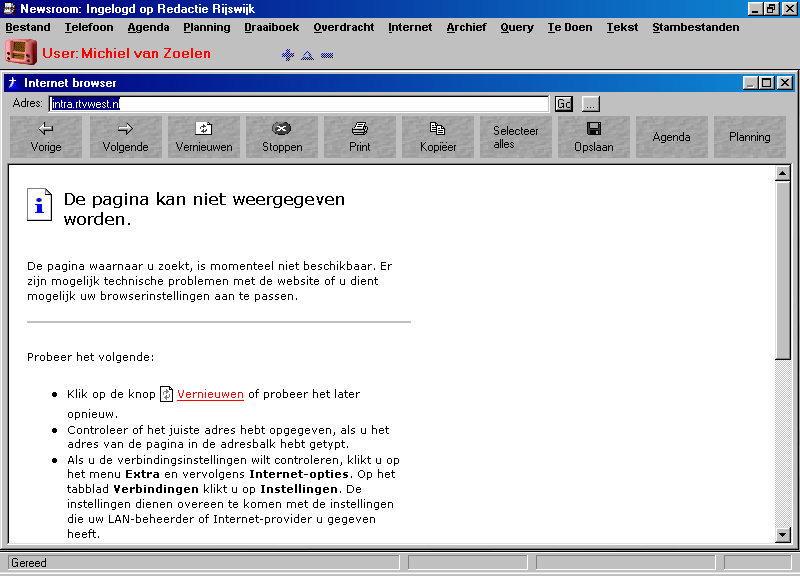 Newsroom: Ingelogd op Redactie Rijswijk
Bestand Telefoon Agenda Planning Draaiboek Overdracht Internet Archief Query Te Doen Tekst Stambestanden
User: Michiel van Zoelen
Internet browser
Adres: intra.rtvwest.nl Go ...
Vorige Volgende Vernieuwen Stoppen Print Kopiëer Selecteer alles Opslaan Agenda Planning
De pagina kan niet weergegeven
worden.
De pagina waarnaar u zoekt, is momenteel niet beschikbaar. Er
zijn mogelijk technische problemen met de website of u dient
mogelijk uw browserinstellingen aan te passen.
Probeer het volgende:
Klik op de knop Vernieuwen of probeer het later
opnieuw.
Controleer of het juiste adres hebt opgegeven, als u het
adres van de pagina in de adresbalk hebt getypt.
Als u de verbindingsinstellingen wilt controleren, klikt u op
het menu Extra en vervolgens Internet-opties. Op het
tabblad Verbindingen klikt u op Instellingen. De
instellingen dienen overeen te komen met de instellingen
die uw LAN-beheerder of Internet-provider u gegeven
heeft.
Gereed